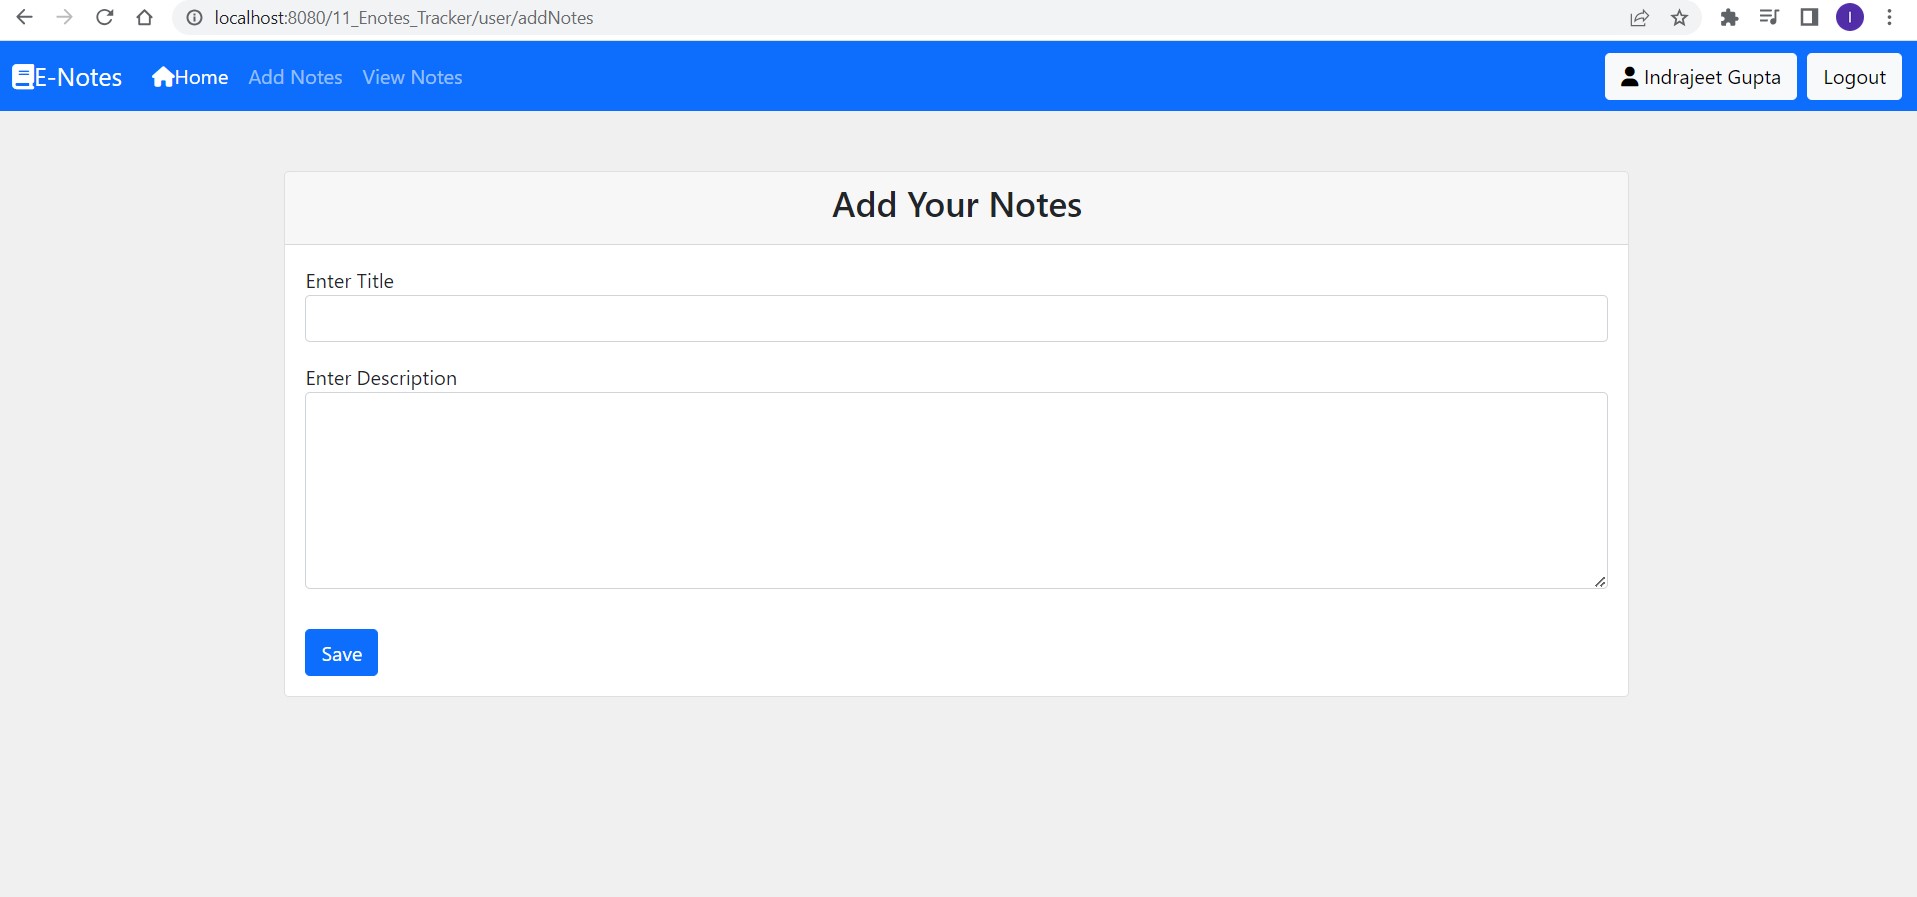 localhost:8080/11_Enotes_Tracker/user/addNotes
I
E-Notes Home Add Notes View Notes Indrajeet Gupta Logout
Add Your Notes
Enter Title
Enter Description
Save